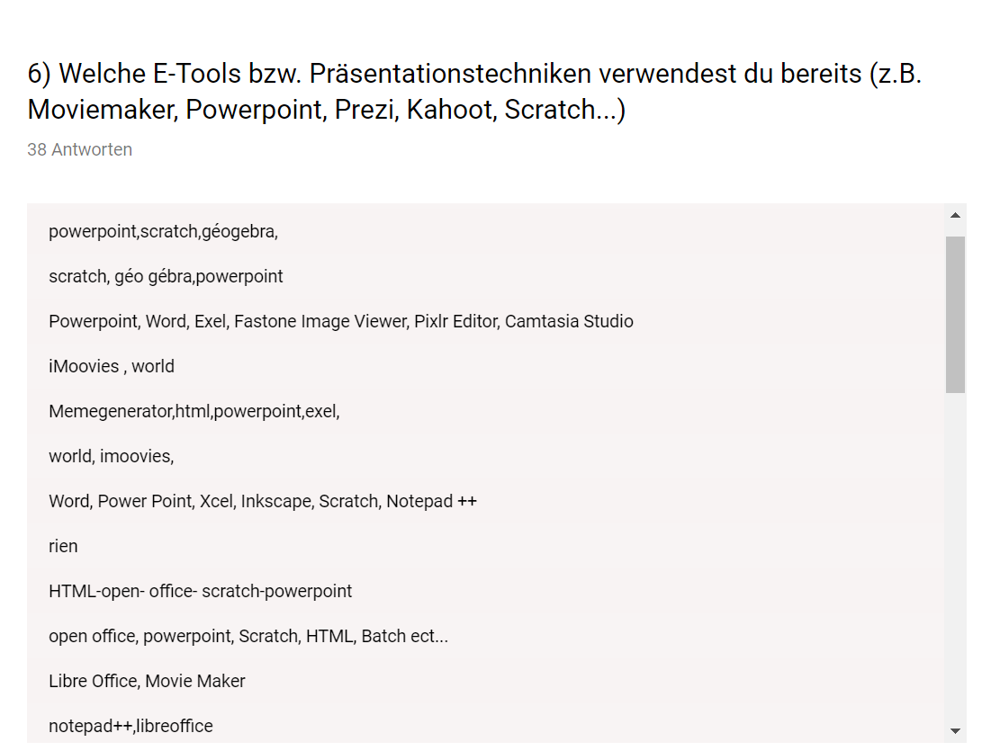 6) Welche E-Tools bzw. Präsentationstechniken verwendest du bereits (z.B.
Moviemaker, Powerpoint, Prezi, Kahoot, Scratch...)
38 Antworten
powerpoint,scratch,géogebra,
scratch, géo gébra,powerpoint
Powerpoint, Word, Exel, Fastone Image Viewer, Pixlr Editor, Camtasia Studio
iMoovies , world
Memegenerator,html,powerpoint,exel,
world, imoovies,
Word, Power Point, Xcel, Inkscape, Scratch, Notepad ++
rien
HTML-open- office- scratch-powerpoint
open office, powerpoint, Scratch, HTML, Batch ect...
Libre Office, Movie Maker
notepad++,libreoffice